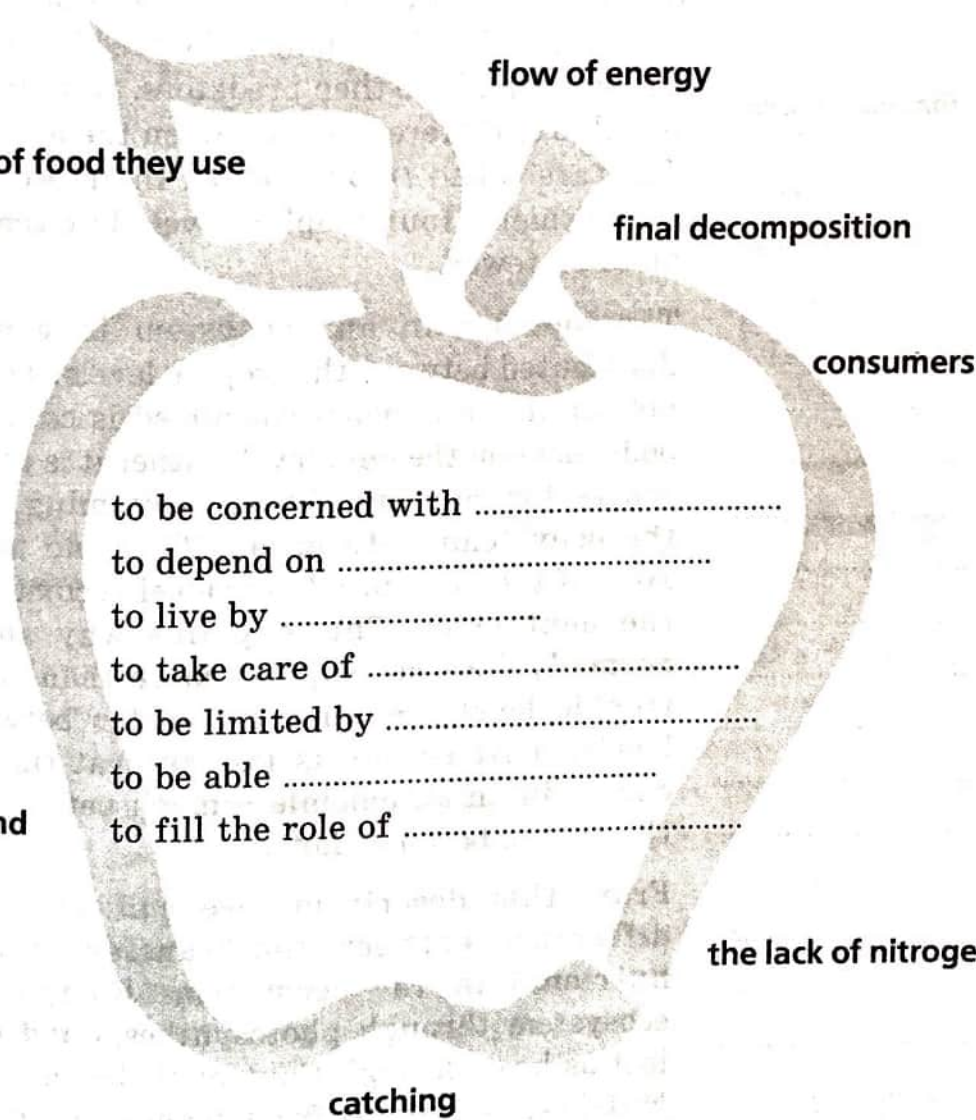 flow of energy
of food they use
final decomposition
consumers
to be concerned with ....................................
to depend on ............................................
to live by ...............................
to take care of ............................................
to be limited by ............................................
to be able ............................................
nd
to fill the role of ........................................
the lack of nitroge
catching